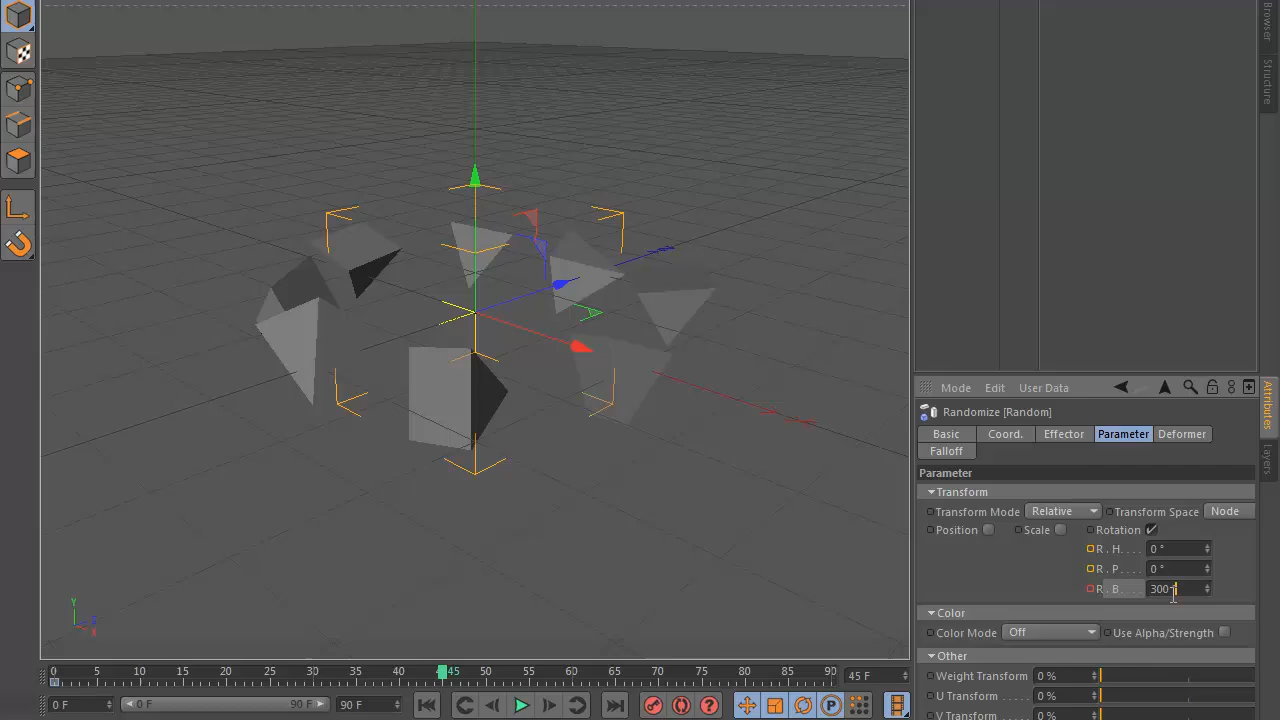 Browser
Structure
Mode Edit User Data
Attributes
Layers
Randomize [Random]
Basic Coord. Effector Parameter Deformer
Falloff
Parameter
Transform
Transform Mode Relative Transform Space Node
Position Scale Rotation
R . H. . . . 0 °
R . P . . . . 0 °
R . B. . . . 300
Color
Color Mode Off Use Alpha/Strength
Other
Weight Transform 0 %
U Transform . . . 0 %
V Transform . . . 0 %
Y
Z
X
0 5 10 15 20 25 30 35 40 45 50 55 60 65 70 75 80 85 90 45 F
0 F 0 F 90 F 90 F